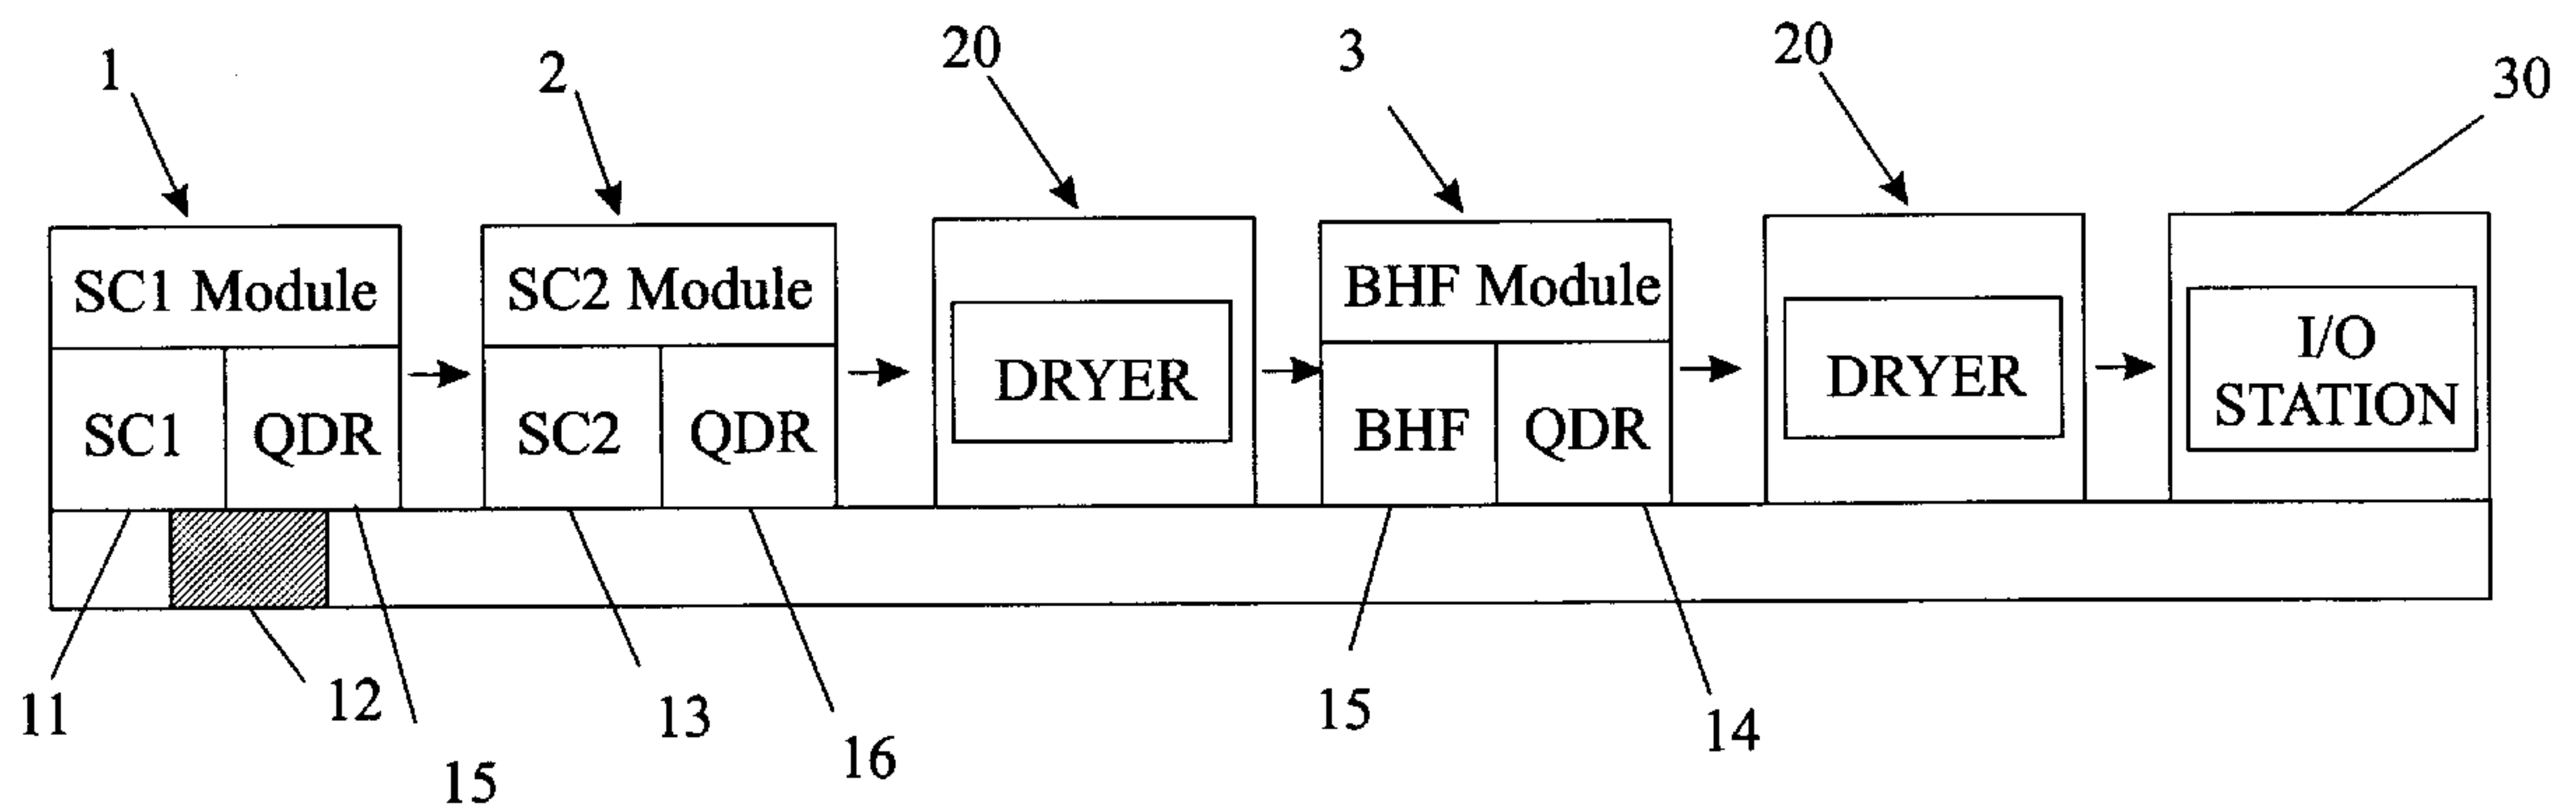 1
2
20
3
20
30
SC1 Module
SC2 Module
BHF Module
SC1
QDR
SC2
QDR
DRYER
BHF
QDR
DRYER
I/O
STATION
11
12
15
13
16
15
14